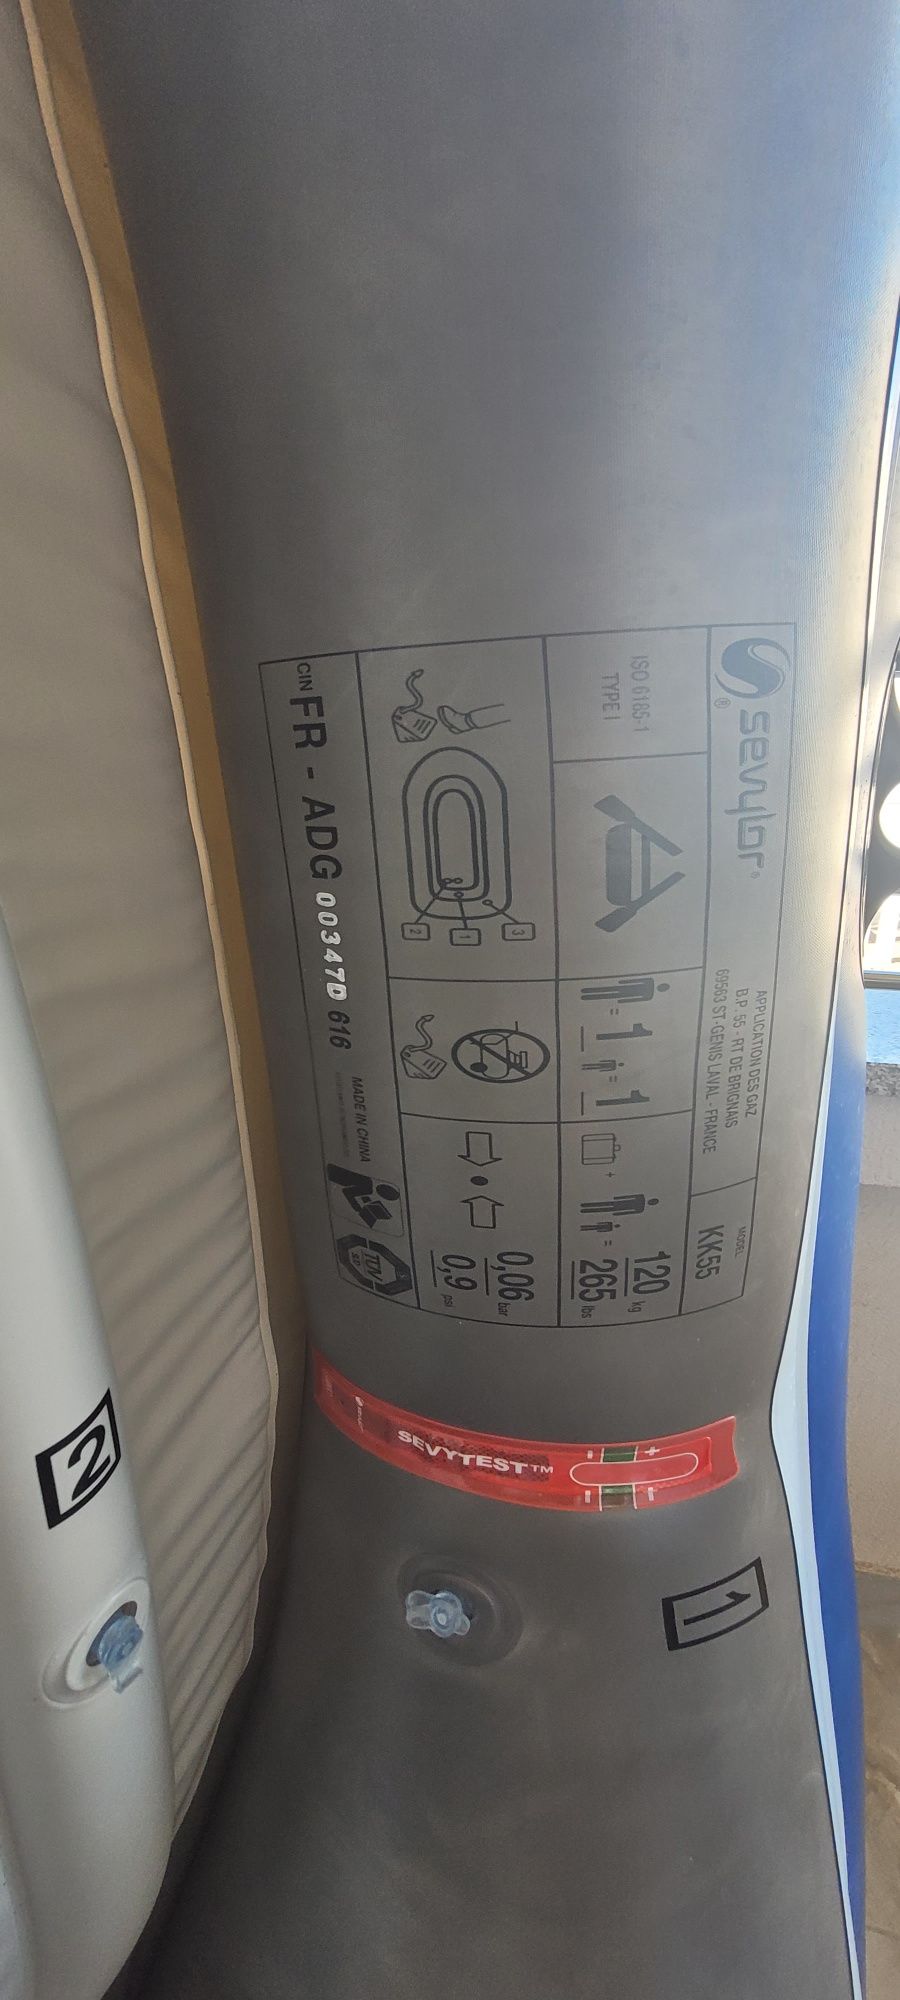 sevylor®
®
APPLICATION DES GAZ
B.P. 55 - RT DE BRIGNAIS
69563 ST-GENIS LAVAL - FRANCE
MODEL
KK55
ISO 6185-1
TYPE I
= 1
= 1
+
=
120 kg
265 lbs
3
1
2
0,06 bar
0,9 psi
CIN FR - ADG 00347D 616
MADE IN CHINA
TÜV
SEVYTEST™
- +
- -
1
2